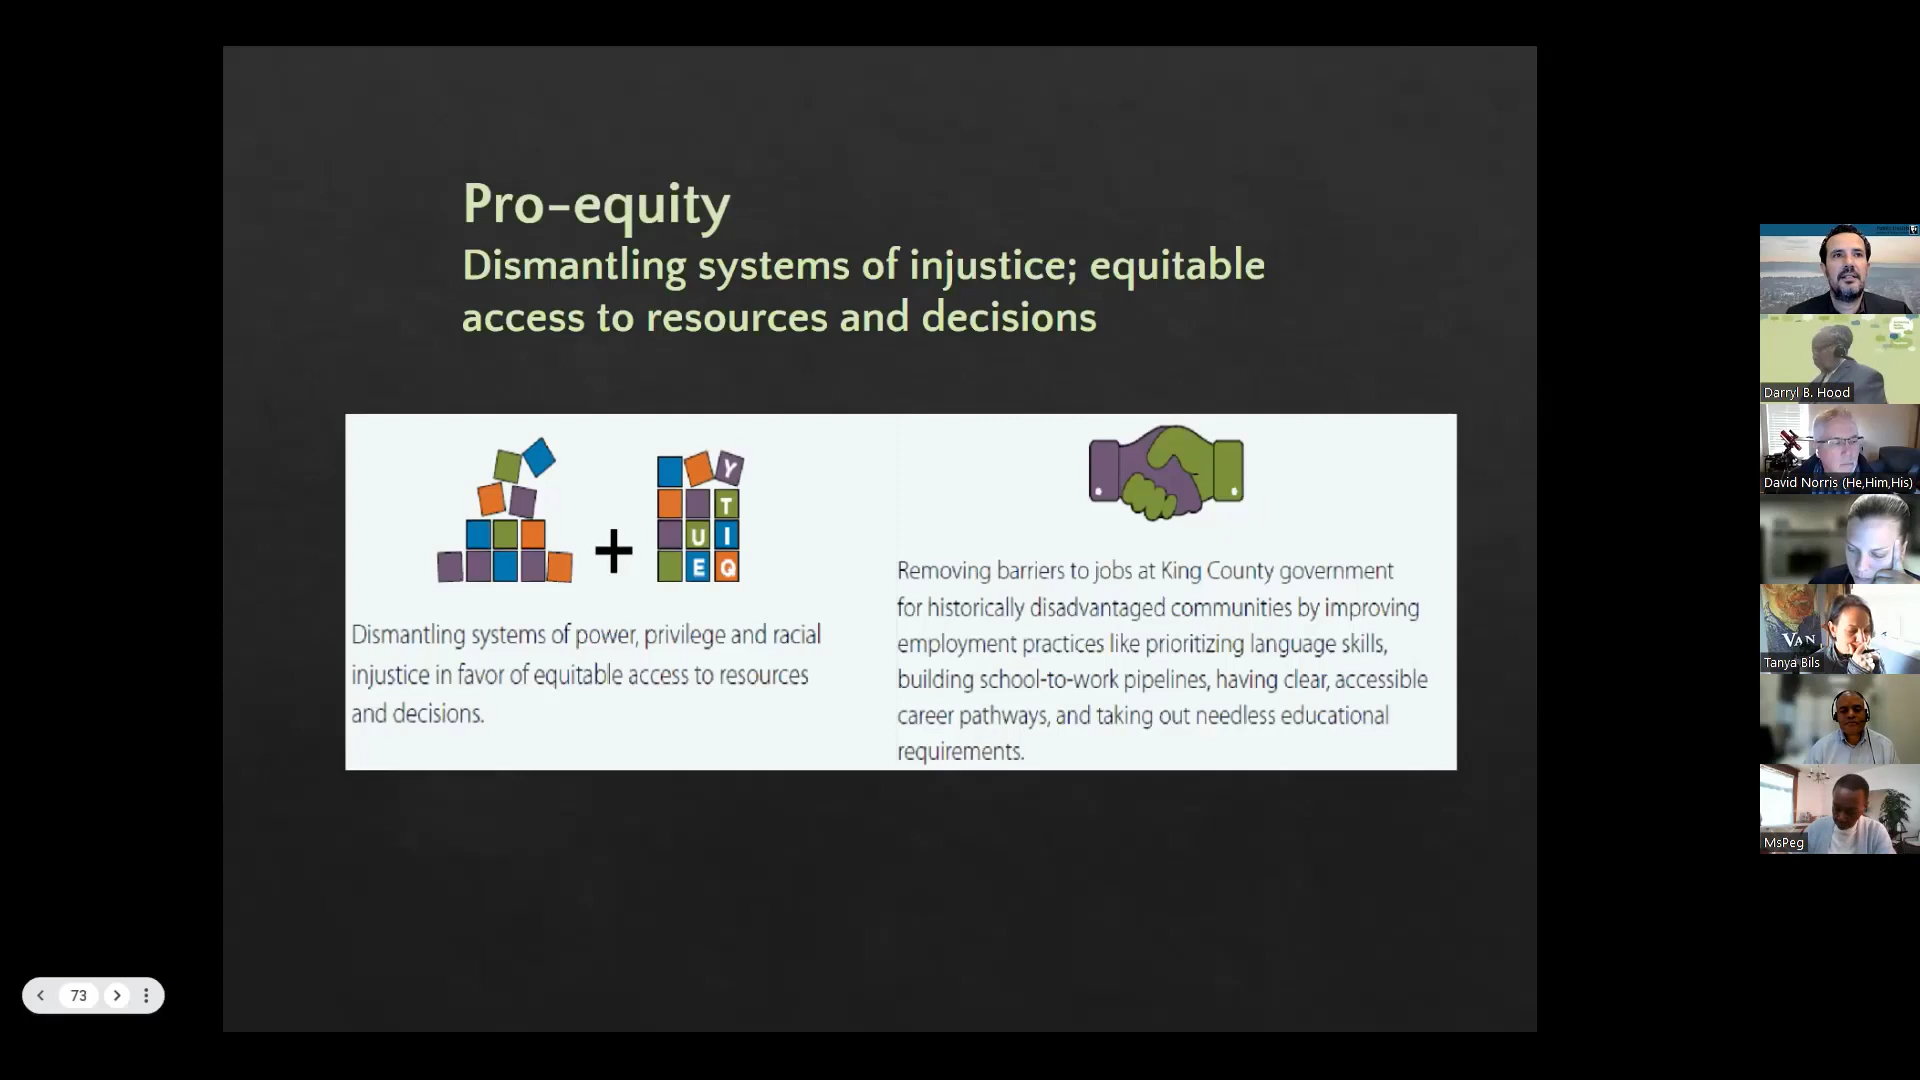 Pro-equity
Dismantling systems of injustice; equitable
access to resources and decisions
Y
T
U I
E Q
Dismantling systems of power, privilege and racial
injustice in favor of equitable access to resources
and decisions.
Removing barriers to jobs at King County government
for historically disadvantaged communities by improving
employment practices like prioritizing language skills,
building school-to-work pipelines, having clear, accessible
career pathways, and taking out needless educational
requirements.
73
Darryl B. Hood
David Norris (He,Him,His)
VAN
Tanya Bils
MsPeg